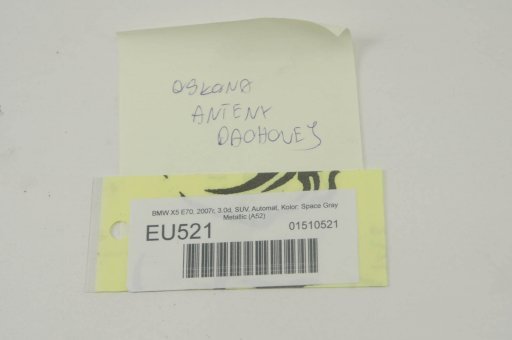 OSŁONA
ANTENY
DACHOWEJ
BMW X5 E70, 2007r, 3.0d, SUV, Automat, Kolor: Space Gray
Metallic (A52)
EU521
01510521